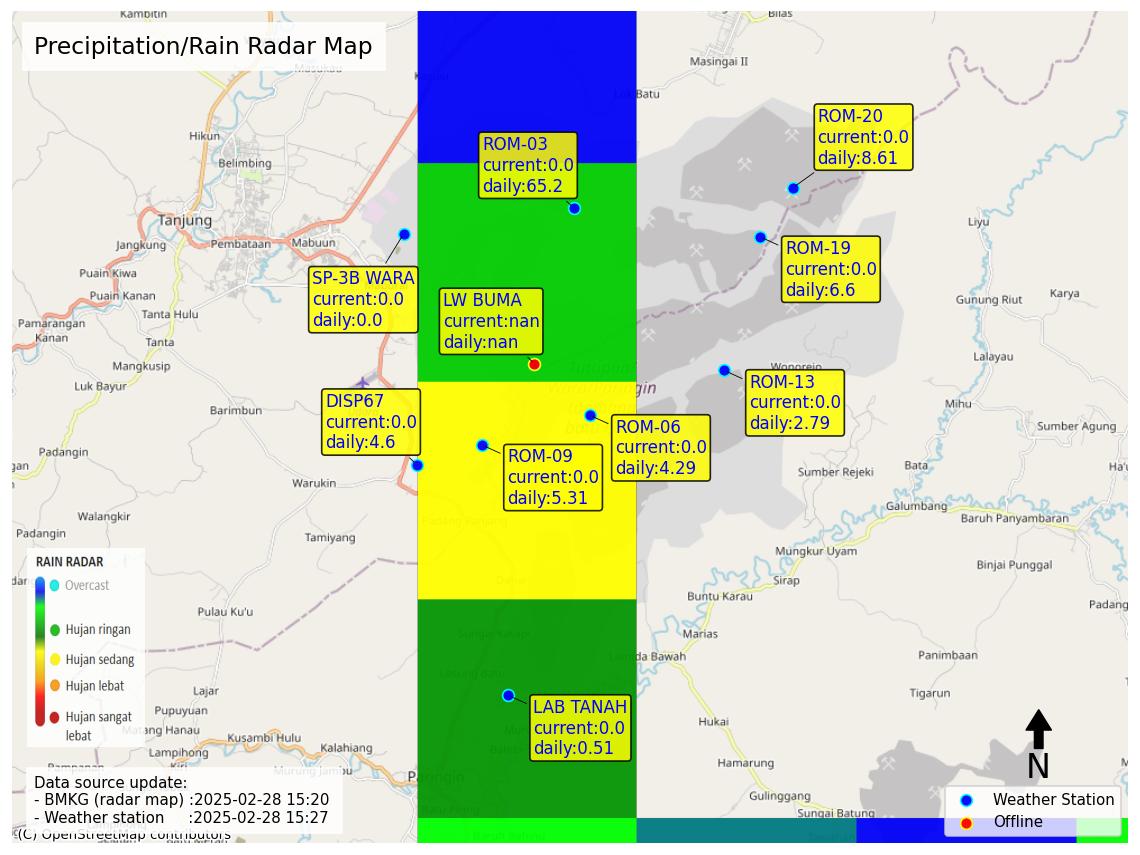 Kambitin
Bilas
Precipitation/Rain Radar Map
Masingai II
Hikun
Belimbing
ROM-03
current:0.0
daily:65.2
ROM-20
current:0.0
daily:8.61
Tanjung
Jangkung
Pembataan
Mabuun
Liyu
ROM-19
current:0.0
daily:6.6
Puain Kiwa
Puain Kanan
SP-3B WARA
current:0.0
daily:0.0
LW BUMA
current:nan
daily:nan
Gunung Riut
Karya
Tanta Hulu
Pamarangan
Kanan
Tanta
Mangkusip
Lalayau
Luk Bayur
Wonorejo
ROM-13
current:0.0
daily:2.79
DISP67
current:0.0
daily:4.6
Barimbun
Mihu
ROM-06
current:0.0
daily:4.29
Sumber Agung
Padangin
ROM-09
current:0.0
daily:5.31
Bata
Sumber Rejeki
Warukin
Galumbang
Walangkir
Baruh Panyambaran
Padangin
Tamiyang
Mungkur Uyam
Binjai Punggal
RAIN RADAR
Overcast
Hujan ringan
Hujan sedang
Hujan lebat
Hujan sangat
lebat
Sirap
Buntu Karau
Pulau Ku'u
Marias
Panimbaan
Lajar
Tigarun
Pupuyuan
LAB TANAH
current:0.0
daily:0.51
Hukai
Matang Hanau
Kusambi Hulu
Lampihong
Kalahiang
N
Hamarung
Murung Jambu
Paringin
Data source update:
- BMKG (radar map) :2025-02-28 15:20
- Weather station :2025-02-28 15:27
Gulinggang
Sungai Batung
Weather Station
Offline
(C) OpenStreetMap contributors